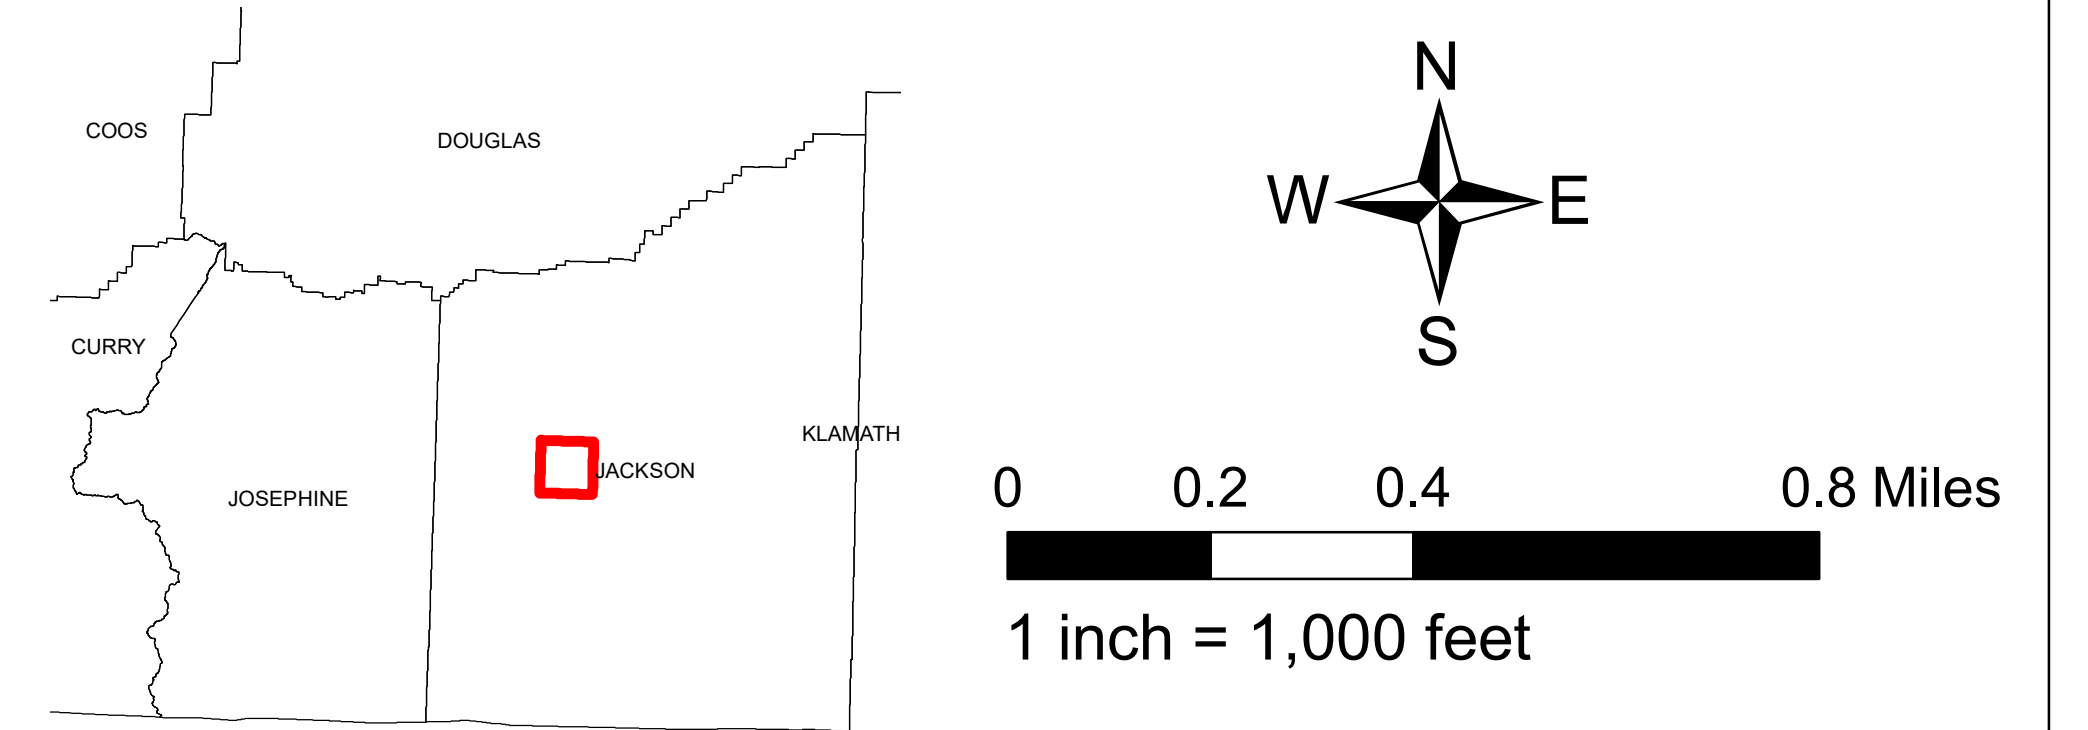 COOS
DOUGLAS
CURRY
KLAMATH
JACKSON
JOSEPHINE
N
W
E
S
0 0.2 0.4 0.8 Miles
1 inch = 1,000 feet